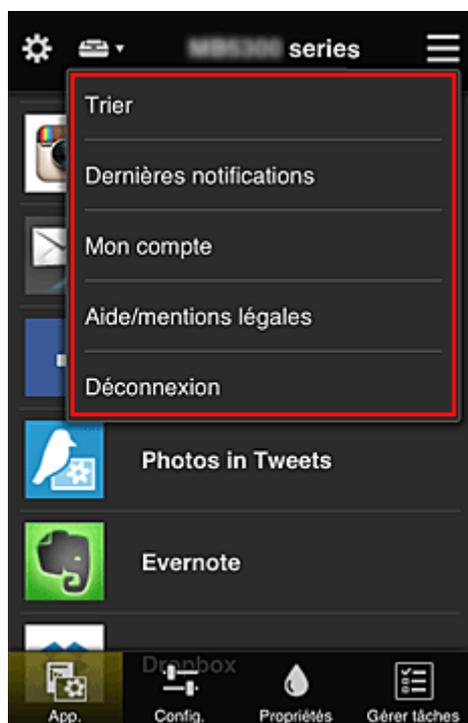 series
Trier
Dernières notifications
Mon compte
Aide/mentions légales
Déconnexion
Photos in Tweets
Evernote
Dropbox
App.
Config.
Propriétés
Gérer tâches